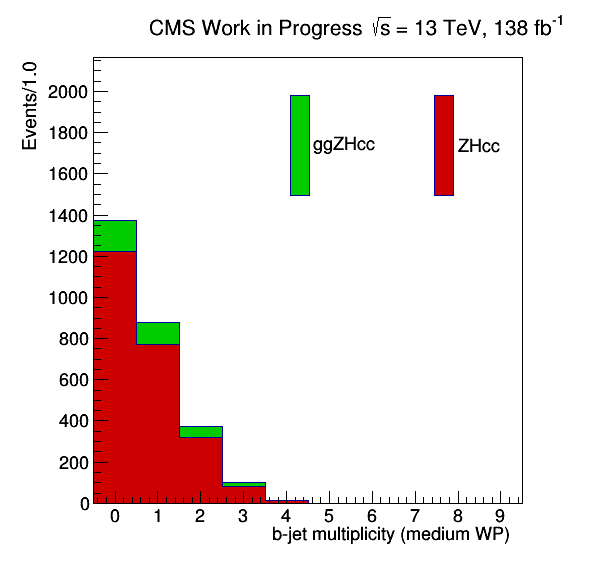 CMS Work in Progress √s = 13 TeV, 138 fb⁻¹
Events/1.0
2000
1800
1600
1400
1200
1000
800
600
400
200
0
ggZHcc
ZHcc
0 1 2 3 4 5 6 7 8 9
b-jet multiplicity (medium WP)